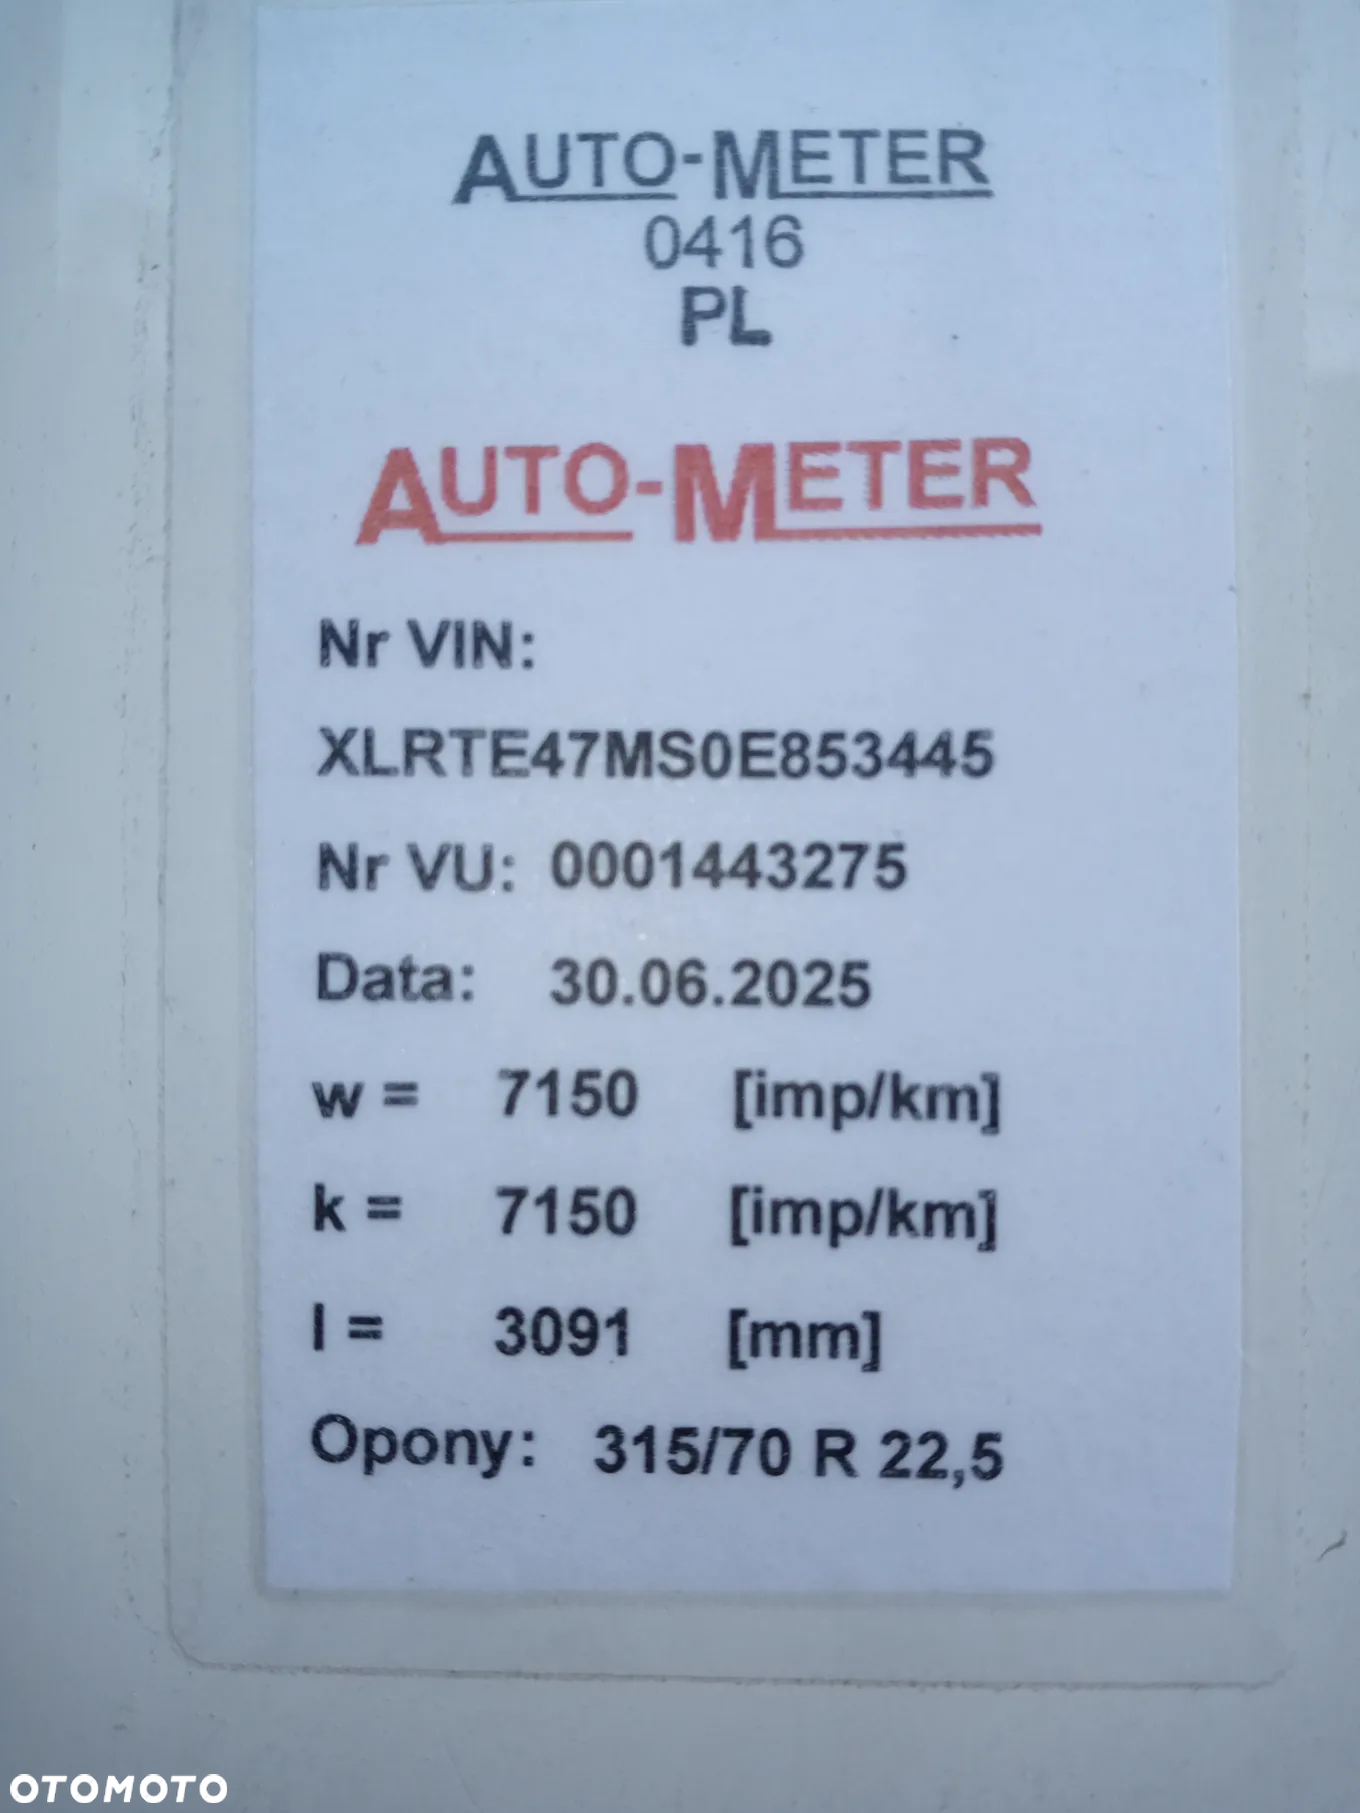 AUTO-METER
0416
PL
AUTO-METER
Nr VIN:
XLRTE47MS0E853445
Nr VU: 0001443275
Data: 30.06.2025
w = 7150 [imp/km]
k = 7150 [imp/km]
l = 3091 [mm]
Opony: 315/70 R 22,5
OTOMOTO